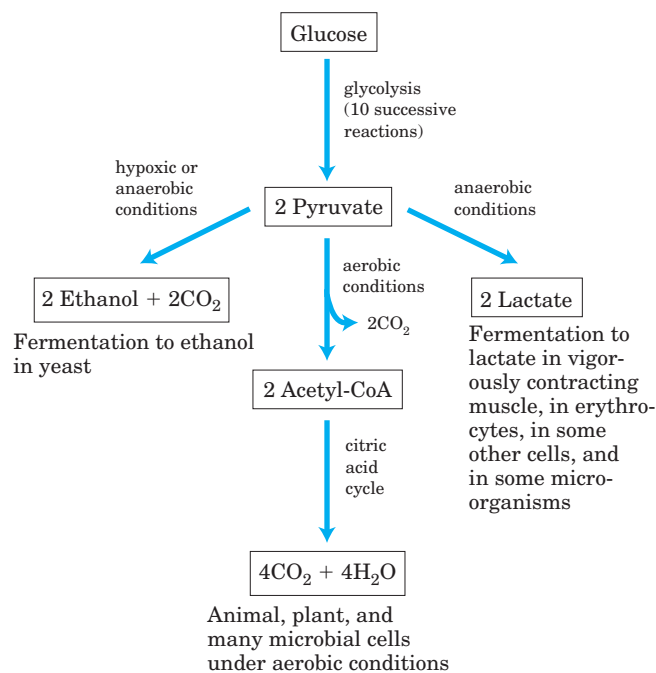 Glucose
glycolysis
(10 successive
reactions)
hypoxic or
anaerobic
conditions
2 Pyruvate
anaerobic
conditions
2 Ethanol + 2CO₂
Fermentation to ethanol
in yeast
aerobic
conditions
2CO₂
2 Lactate
Fermentation to
lactate in vigor-
ously contracting
muscle, in erythro-
cytes, in some
other cells, and
in some micro-
organisms
2 Acetyl-CoA
citric
acid
cycle
4CO₂ + 4H₂O
Animal, plant, and
many microbial cells
under aerobic conditions